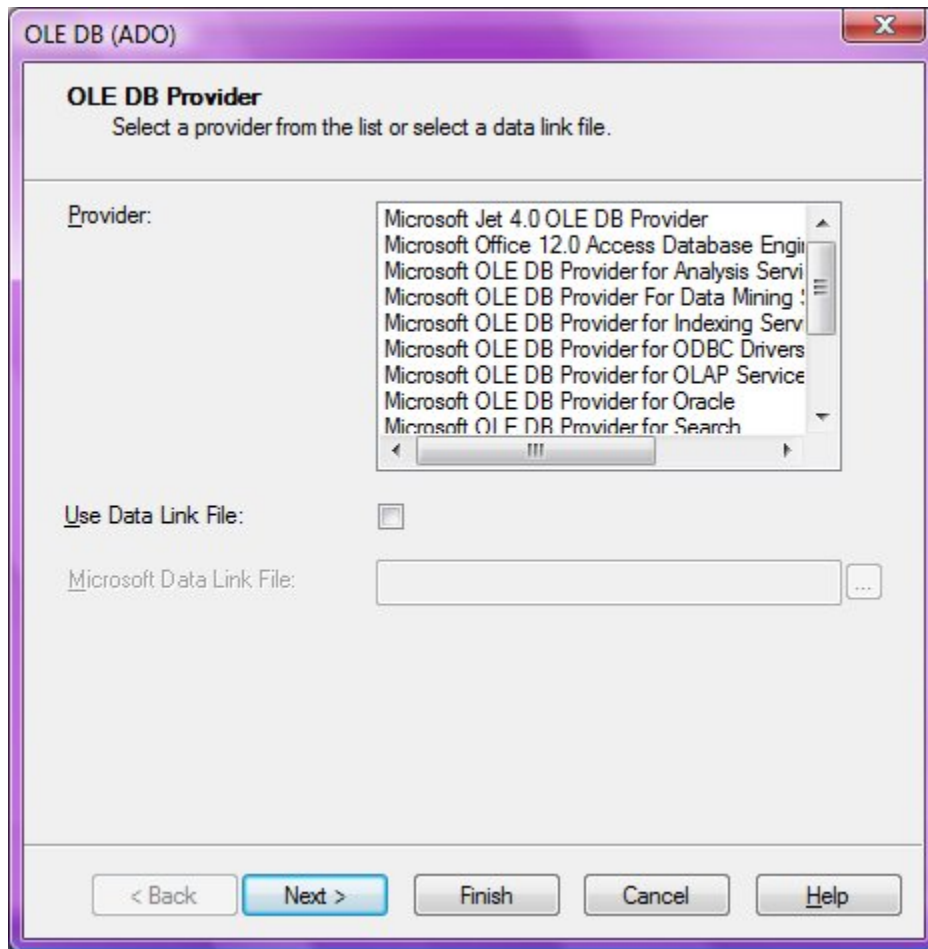 OLE DB (ADO)
OLE DB Provider
Select a provider from the list or select a data link file.
Provider:
Microsoft Jet 4.0 OLE DB Provider
Microsoft Office 12.0 Access Database Engi
Microsoft OLE DB Provider for Analysis Servi
Microsoft OLE DB Provider For Data Mining S
Microsoft OLE DB Provider for Indexing Serv
Microsoft OLE DB Provider for ODBC Drivers
Microsoft OLE DB Provider for OLAP Service
Microsoft OLE DB Provider for Oracle
Microsoft OLE DB Provider for Search
Use Data Link File:
Microsoft Data Link File:
...
< Back Next > Finish Cancel Help